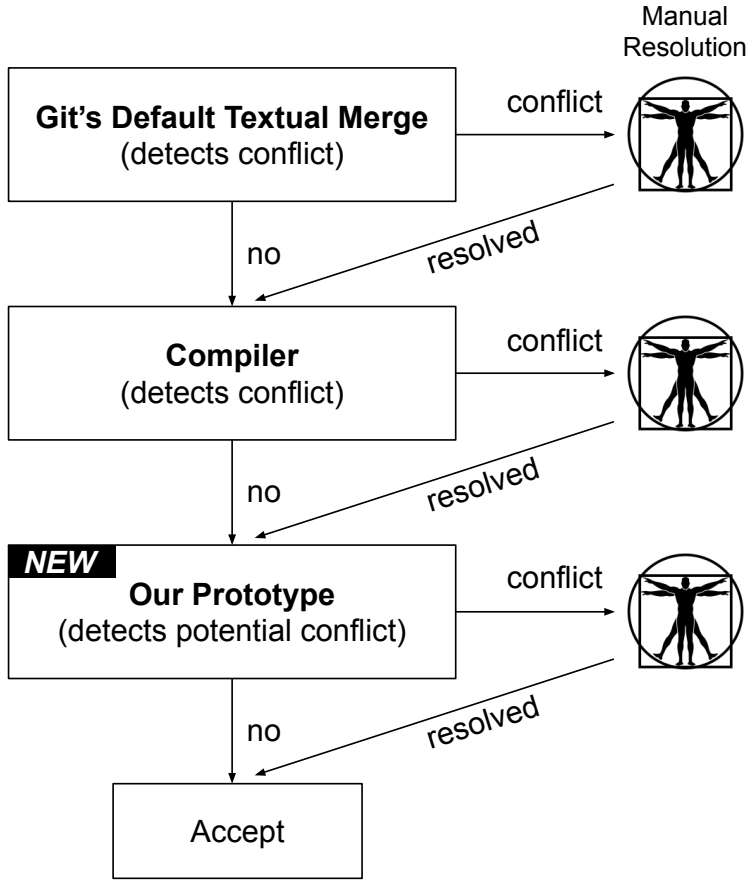 Manual
Resolution
Git's Default Textual Merge
(detects conflict)
conflict
no
resolved
Compiler
(detects conflict)
conflict
no
resolved
NEW
Our Prototype
(detects potential conflict)
conflict
no
resolved
Accept